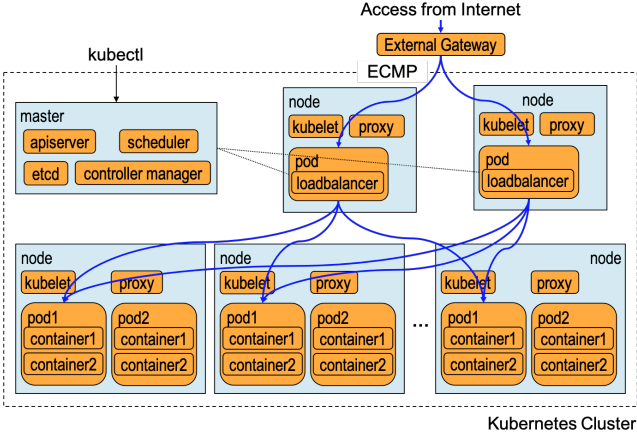 Access from Internet
External Gateway
kubectl
ECMP
master
apiserver
scheduler
etcd
controller manager
node
kubelet
proxy
pod
loadbalancer
node
kubelet
proxy
pod
loadbalancer
node
kubelet
proxy
pod1
container1
container2
pod2
container1
container2
node
kubelet
proxy
pod1
container1
container2
pod2
container1
container2
...
node
kubelet
proxy
pod1
container1
container2
pod2
container1
container2
Kubernetes Cluster